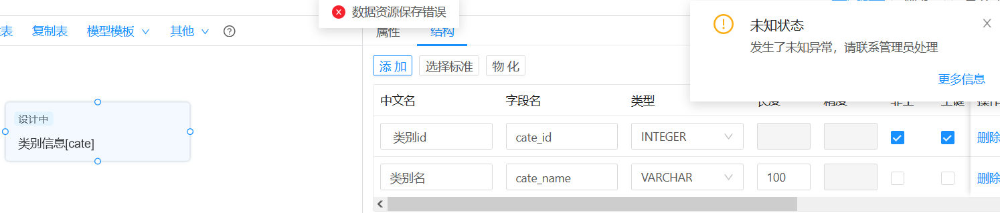 数据资源保存错误
未知状态
发生了未知异常，请联系管理员处理
更多信息
表 复制表 模型模板 其他
属性 结构
添加 选择标准 物化
设计中
类别信息[cate]
中文名 字段名 类型 长度 精度 非空 主键 操作
类别id cate_id INTEGER 删除
类别名 cate_name VARCHAR 100 删除